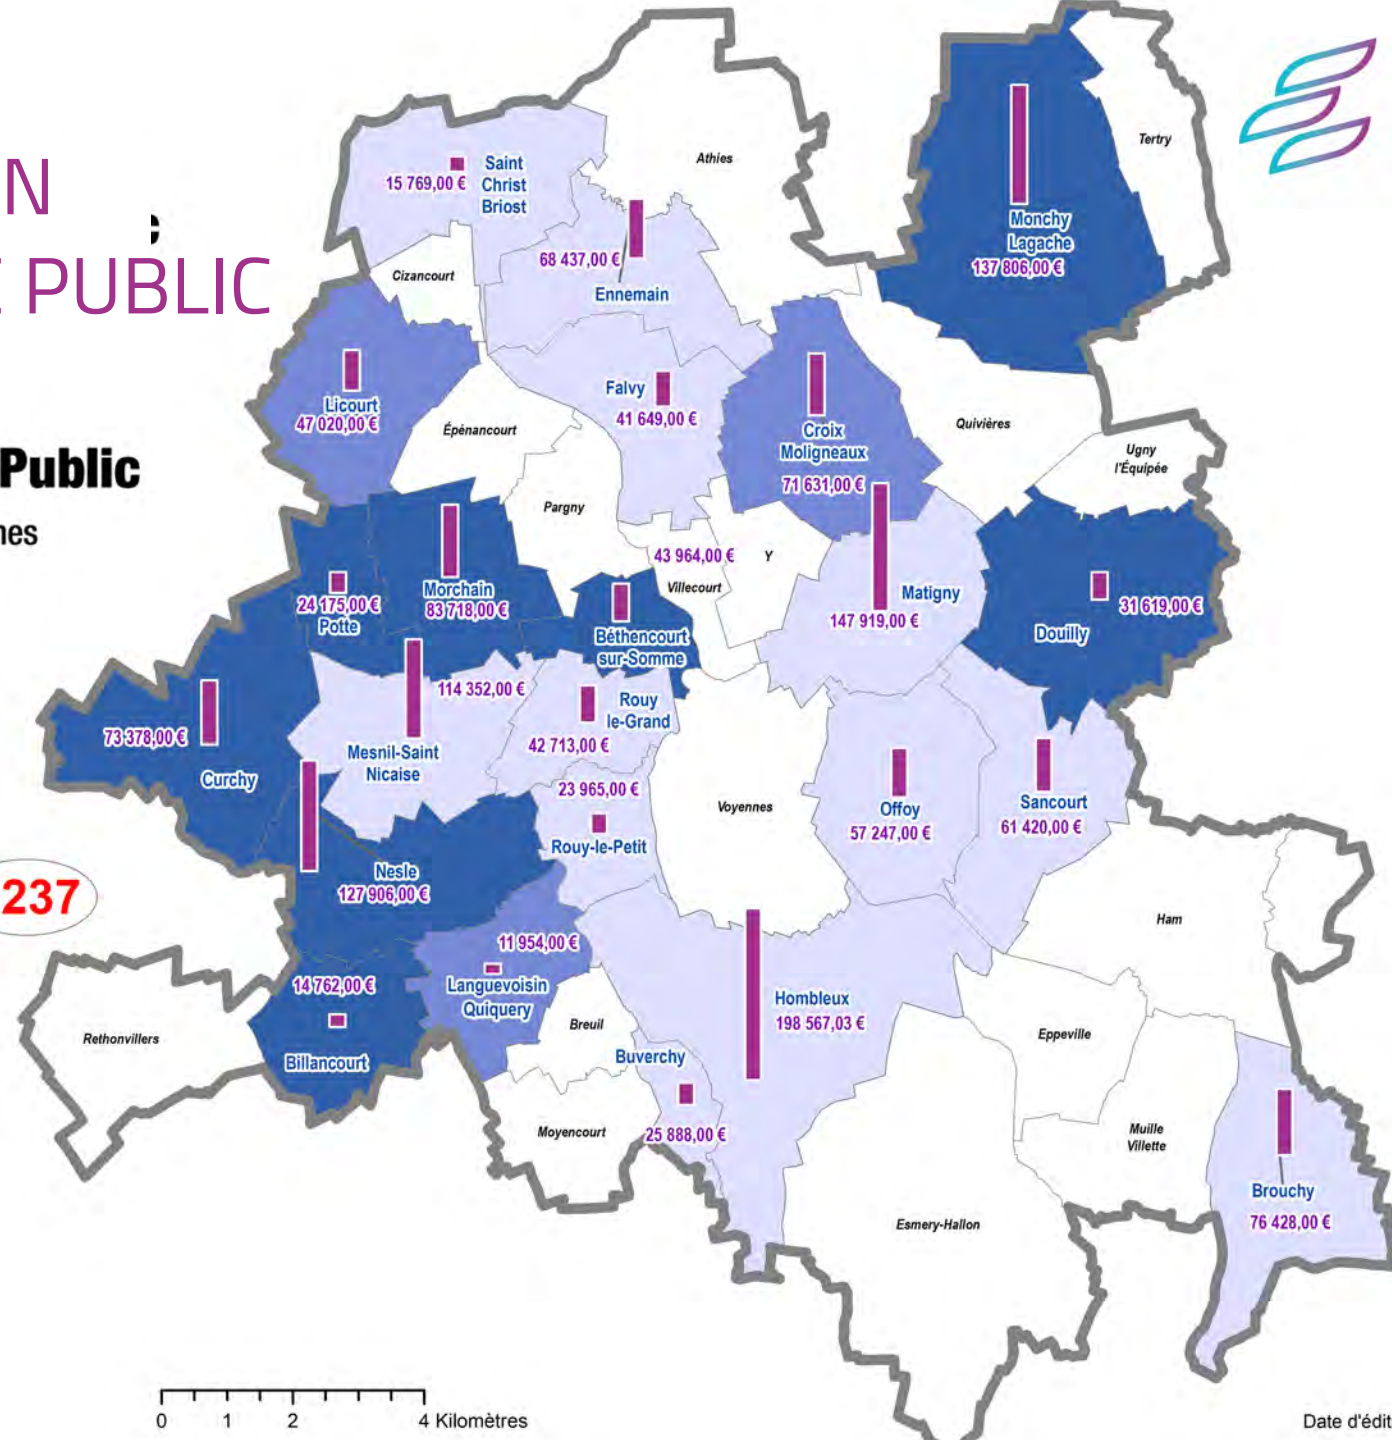 N
E PUBLIC
Public
nes
237
Athies
Tertry
Saint
Christ
Briost
15 769,00 €
Monchy
Lagache
137 806,00 €
68 437,00 €
Ennemain
Cizancourt
Licourt
47 020,00 €
Falvy
41 649,00 €
Épénancourt
Croix
Moligneaux
71 631,00 €
Quivières
Ugny
l'Équipée
Pargny
43 964,00 €
Villecourt
Y
Matigny
147 919,00 €
31 619,00 €
Douilly
24 175,00 €
Potte
Morchain
83 718,00 €
Béthencourt
sur-Somme
114 352,00 €
Mesnil-Saint
Nicaise
Rouy
le-Grand
42 713,00 €
73 378,00 €
Curchy
23 965,00 €
Rouy-le-Petit
Voyennes
Offoy
57 247,00 €
Sancourt
61 420,00 €
Nesle
127 906,00 €
Ham
11 954,00 €
Languevoisin
Quiquery
14 762,00 €
Billancourt
Rethonvillers
Breuil
Hombleux
198 567,03 €
Eppeville
Buverchy
25 888,00 €
Moyencourt
Muille
Villette
Brouchy
76 428,00 €
Esmery-Hallon
0 1 2 4 Kilomètres
Date d'édit